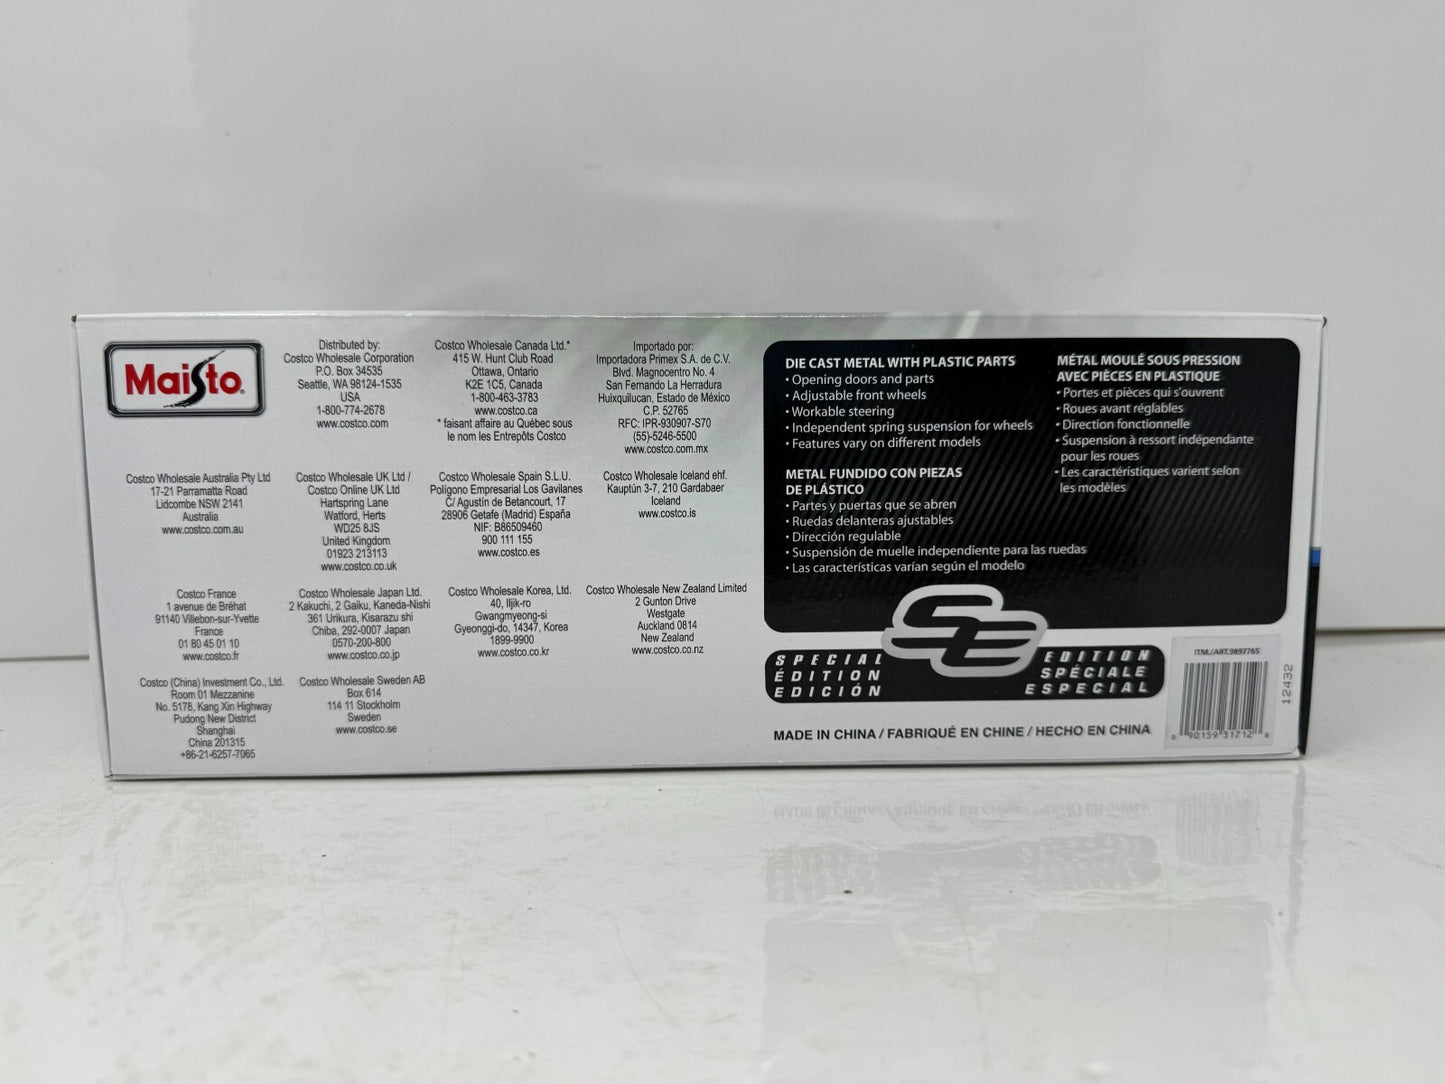 Maisto
Distributed by:
Costco Wholesale Corporation
P.O. Box 34535
Seattle, WA 98124-1535
USA
1-800-774-2678
www.costco.com
Costco Wholesale Canada Ltd.*
415 W. Hunt Club Road
Ottawa, Ontario
K2E 1C5, Canada
1-800-463-3783
www.costco.ca
* faisant affaire au Québec sous
le nom les Entrepôts Costco
Importado por:
Importadora Primex S.A. de C.V.
Blvd. Magnocentro No. 4
San Fernando La Herradura
Huixquilucan, Estado de México
C.P. 52765
RFC: IPR-930907-S70
(55)-5246-5500
www.costco.com.mx
Costco Wholesale Australia Pty Ltd
17-21 Parramatta Road
Lidcombe NSW 2141
Australia
www.costco.com.au
Costco Wholesale UK Ltd /
Costco Online UK Ltd
Hartspring Lane
Watford, Herts
WD25 8JS
United Kingdom
01923 213113
www.costco.co.uk
Costco Wholesale Spain S.L.U.
Polígono Empresarial Los Gavilanes
C/ Agustín de Betancourt, 17
28906 Getafe (Madrid) España
NIF: B86509460
900 111 155
www.costco.es
Costco Wholesale Iceland ehf.
Kauptún 3-7, 210 Gardabaer
Iceland
www.costco.is
Costco France
1 avenue de Bréhat
91140 Villebon-sur-Yvette
France
01 80 45 01 10
www.costco.fr
Costco Wholesale Japan Ltd.
2 Kakuchi, 2 Gaiku, Kaneda-Nishi
361 Urikura, Kisarazu shi
Chiba, 292-0007 Japan
0570-200-800
www.costco.co.jp
Costco Wholesale Korea, Ltd.
40, Iljik-ro
Gwangmyeong-si
Gyeonggi-do, 14347, Korea
1899-9900
www.costco.co.kr
Costco Wholesale New Zealand Limited
2 Gunton Drive
Westgate
Auckland 0814
New Zealand
www.costco.co.nz
Costco (China) Investment Co., Ltd.
Room 01 Mezzanine
No. 5178, Kang Xin Highway
Pudong New District
Shanghai
China 201315
+86-21-6257-7065
Costco Wholesale Sweden AB
Box 614
114 11 Stockholm
Sweden
www.costco.se
DIE CAST METAL WITH PLASTIC PARTS
• Opening doors and parts
• Adjustable front wheels
• Workable steering
• Independent spring suspension for wheels
• Features vary on different models
METAL FUNDIDO CON PIEZAS
DE PLÁSTICO
• Partes y puertas que se abren
• Ruedas delanteras ajustables
• Dirección regulable
• Suspensión de muelle independiente para las ruedas
• Las características varían según el modelo
MÉTAL MOULÉ SOUS PRESSION
AVEC PIÈCES EN PLASTIQUE
• Portes et pièces qui s'ouvrent
• Roues avant réglables
• Direction fonctionnelle
• Suspension à ressort indépendante
pour les roues
• Les caractéristiques varient selon
les modèles
SE
SPECIAL EDITION
ÉDITION SPÉCIALE
EDICIÓN ESPECIAL
MADE IN CHINA / FABRIQUÉ EN CHINE / HECHO EN CHINA
ITM./ART.9897765
0 90159 31712 8
12432